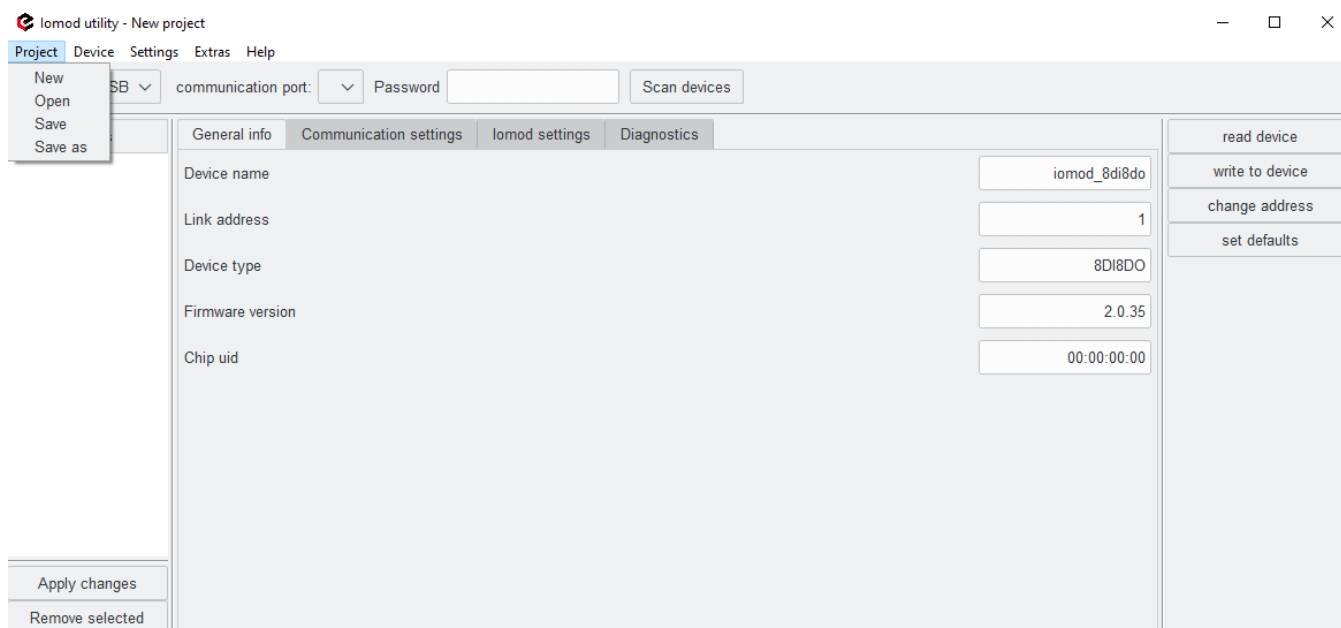 Iomod utility - New project
Project Device Settings Extras Help
New
Open
Save
Save as
SB communication port: Password Scan devices
General info Communication settings Iomod settings Diagnostics
Device name iomod_8di8do
Link address 1
Device type 8DI8DO
Firmware version 2.0.35
Chip uid 00:00:00:00
read device
write to device
change address
set defaults
Apply changes
Remove selected